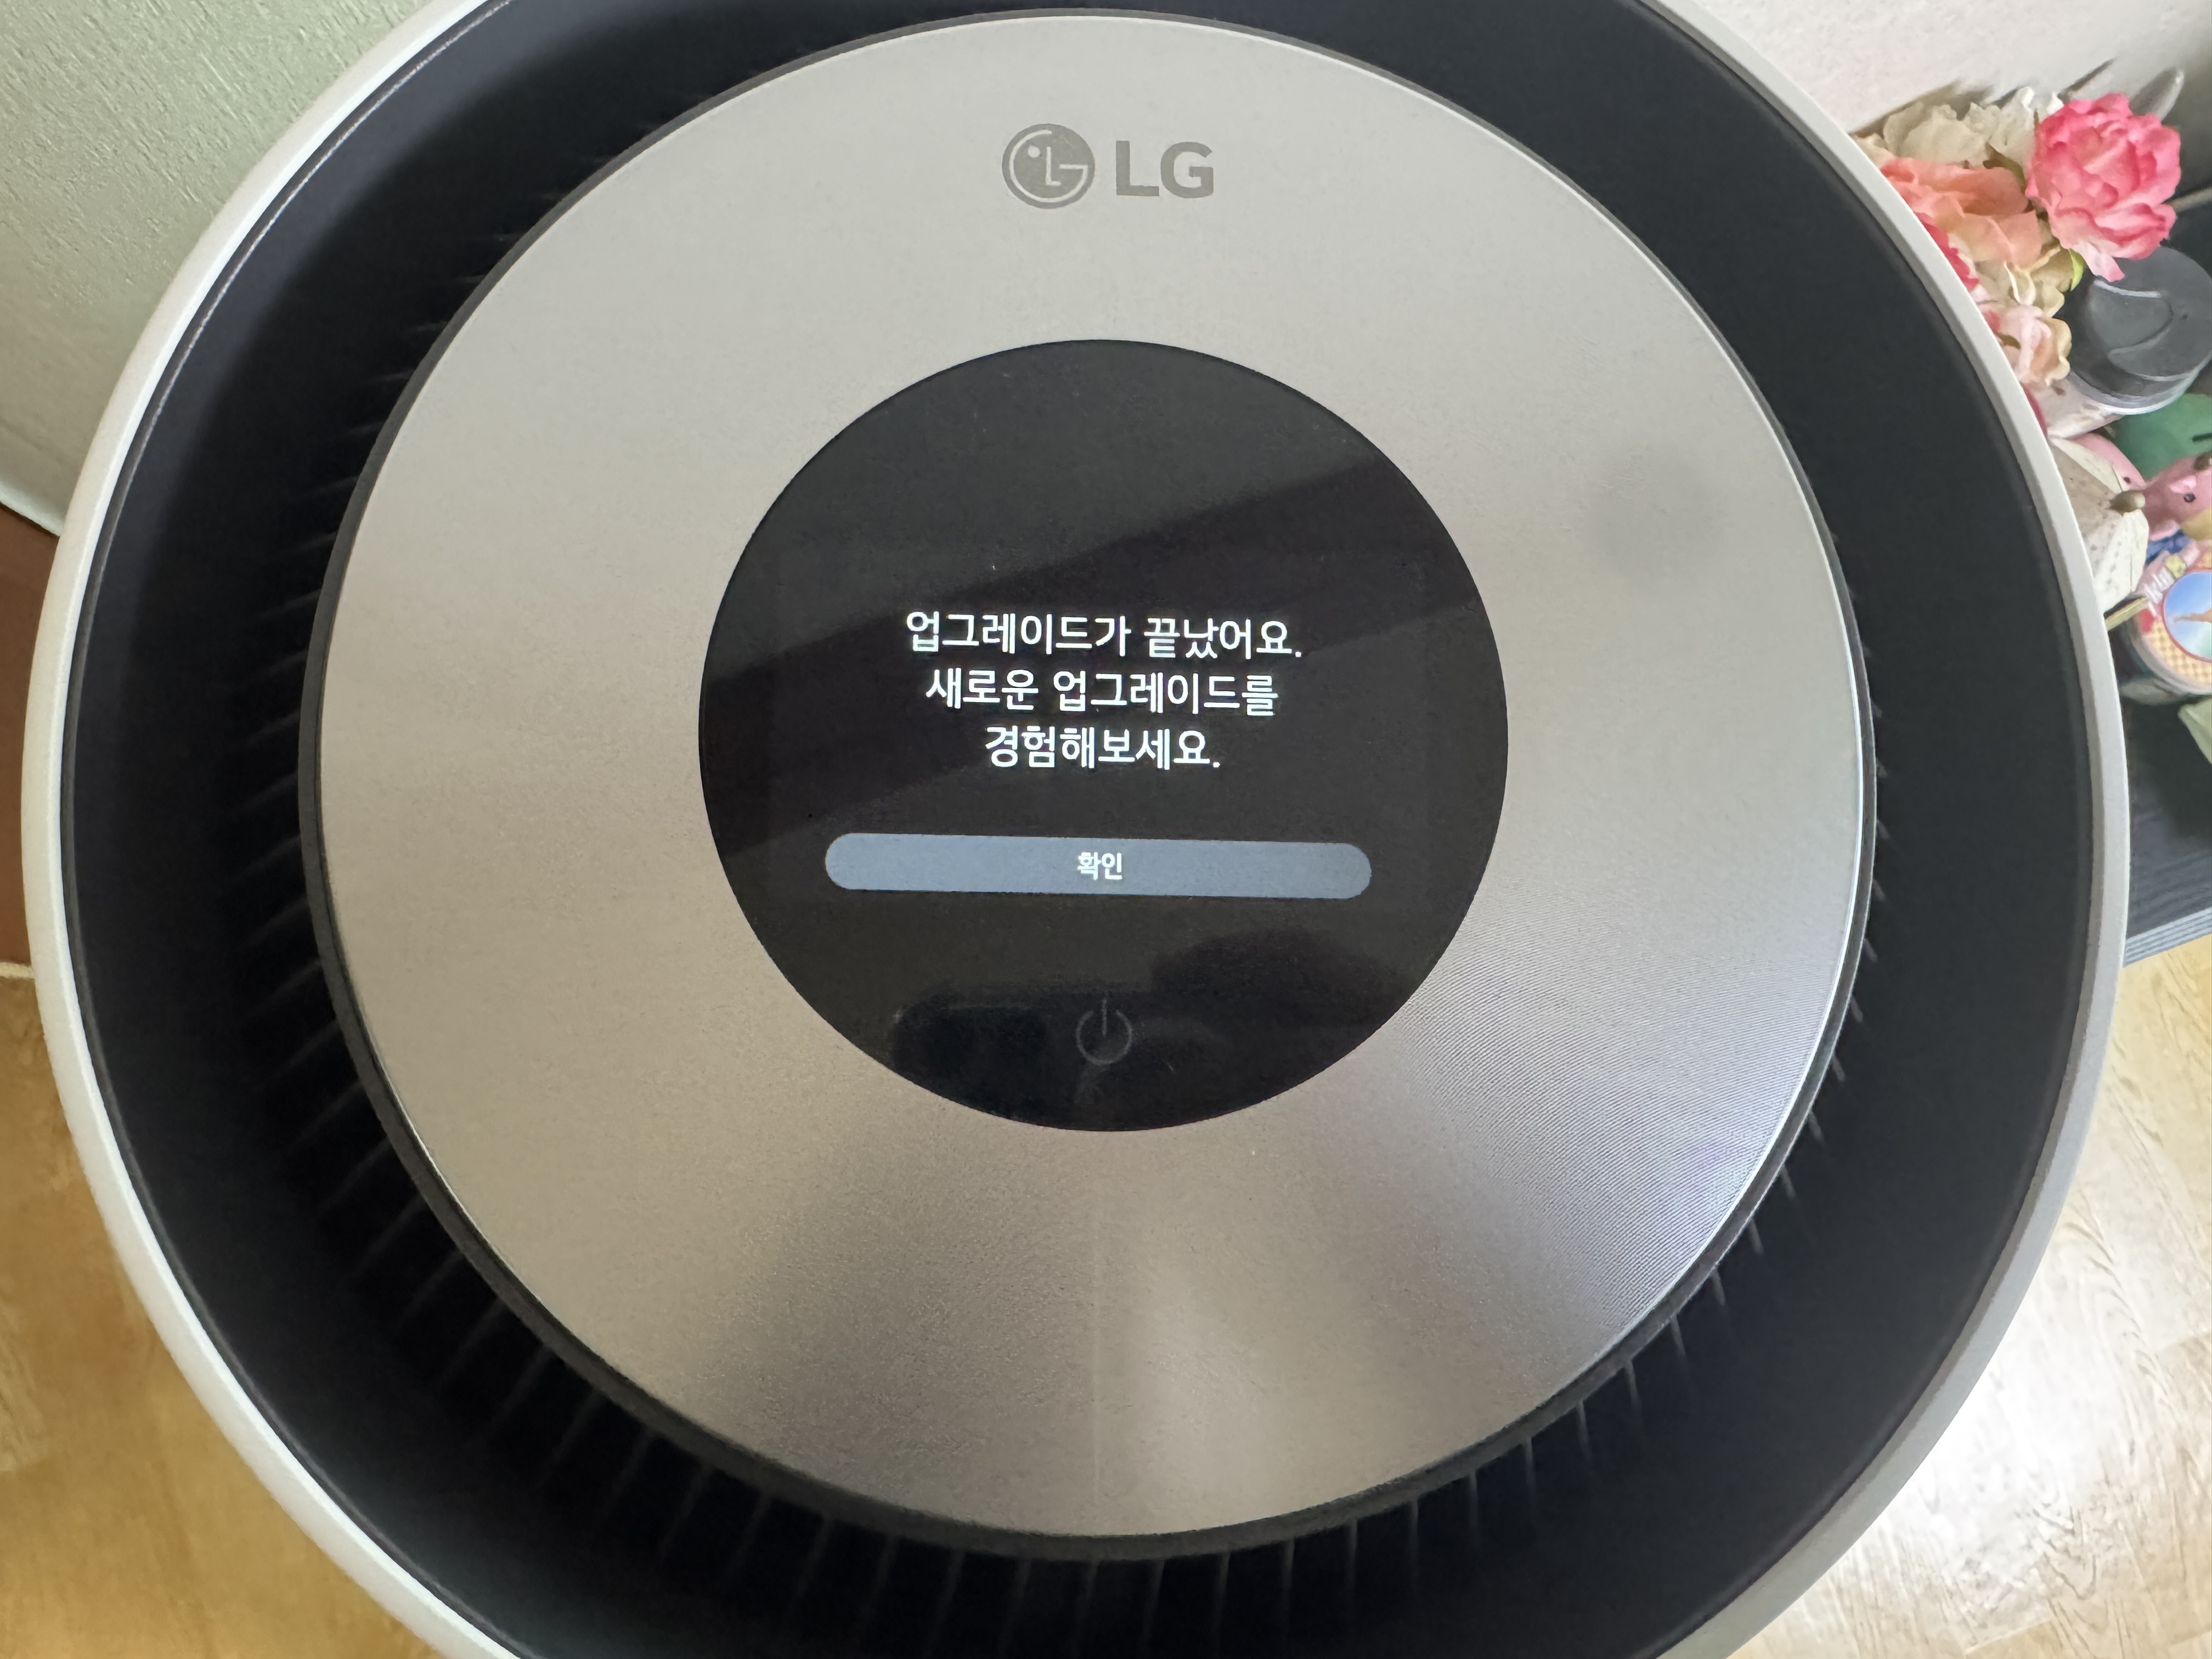 LG
업그레이드가 끝났어요.
새로운 업그레이드를
경험해보세요.
확인